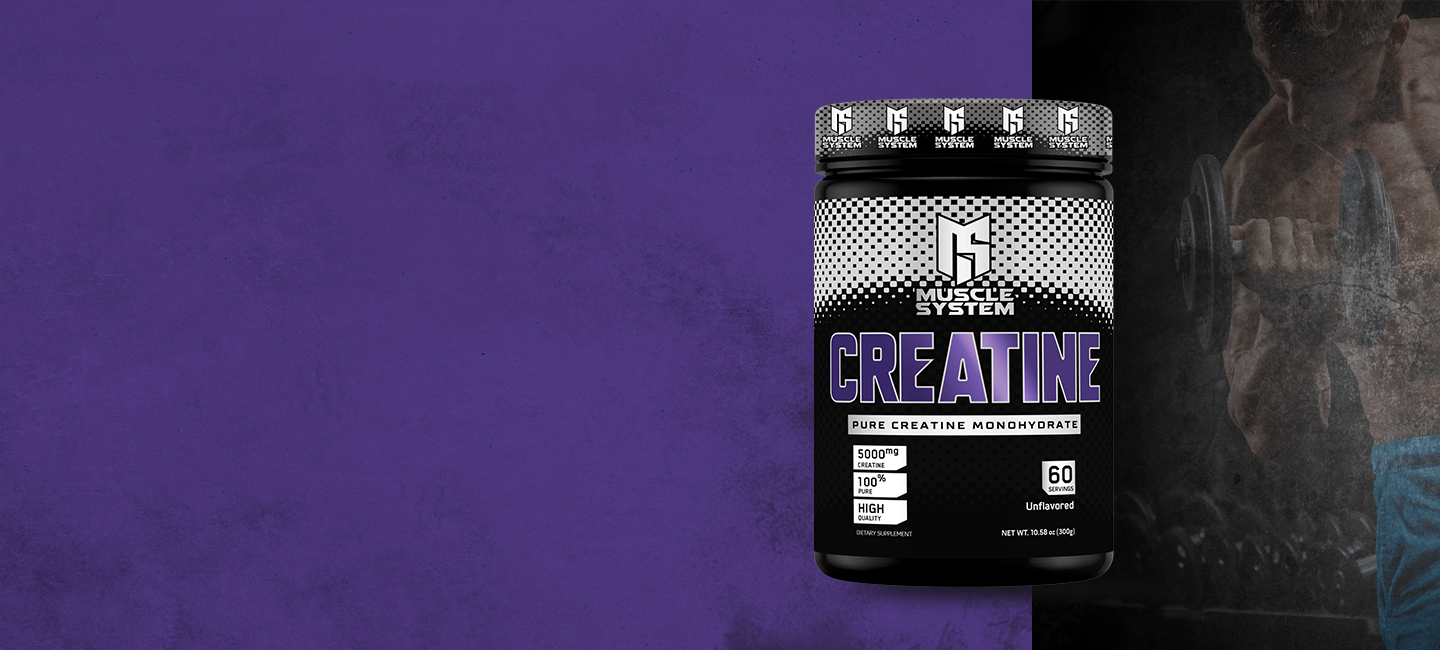 MUSCLE MUSCLE MUSCLE MUSCLE MUSCLE
SYSTEM SYSTEM SYSTEM SYSTEM SYSTEM
MUSCLE
SYSTEM
CREATINE
PURE CREATINE MONOHYDRATE
5000mg
CREATINE
100%
PURE
HIGH
QUALITY
60
SERVINGS
Unflavored
DIETARY SUPPLEMENT
NET WT. 10.58 oz (300g)